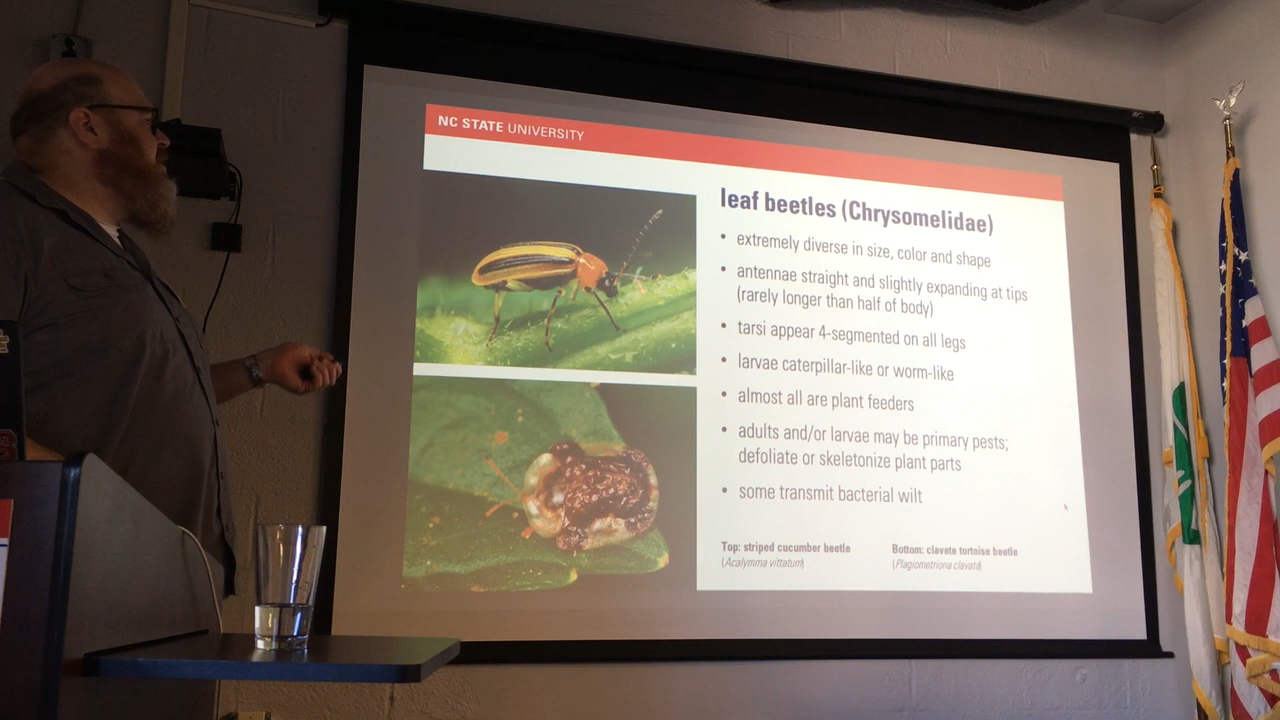 NC STATE UNIVERSITY
leaf beetles (Chrysomelidae)
• extremely diverse in size, color and shape
• antennae straight and slightly expanding at tips
(rarely longer than half of body)
• tarsi appear 4-segmented on all legs
• larvae caterpillar-like or worm-like
• almost all are plant feeders
• adults and/or larvae may be primary pests;
defoliate or skeletonize plant parts
• some transmit bacterial wilt
Top: striped cucumber beetle
(Acalymma vittatum)
Bottom: clavate tortoise beetle
(Plagiometriona clavata)